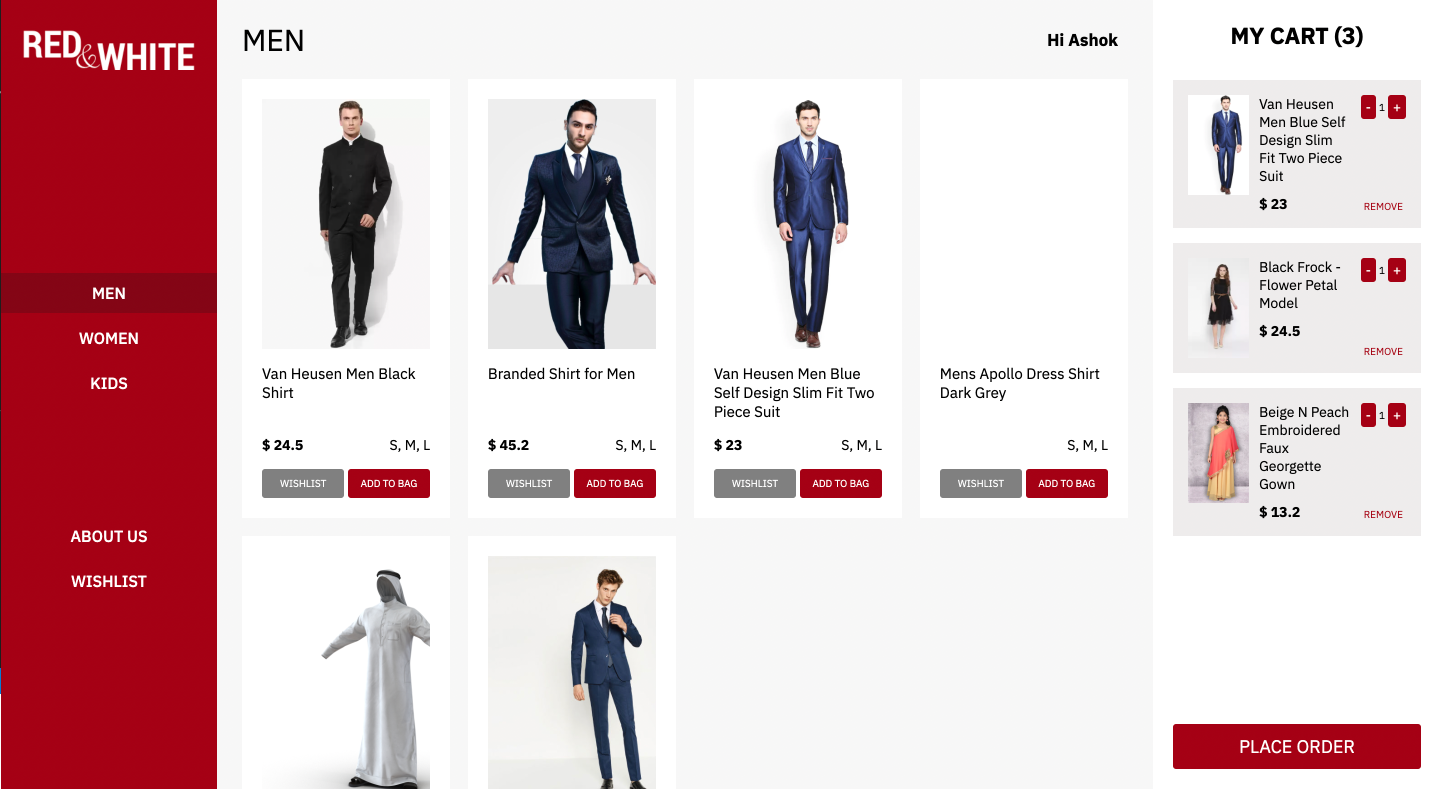 RED&WHITE
MEN
WOMEN
KIDS
ABOUT US
WISHLIST
MEN
Hi Ashok
Van Heusen Men Black
Shirt
$ 24.5
S, M, L
WISHLIST
ADD TO BAG
Branded Shirt for Men
$ 45.2
S, M, L
WISHLIST
ADD TO BAG
Van Heusen Men Blue
Self Design Slim Fit Two
Piece Suit
$ 23
S, M, L
WISHLIST
ADD TO BAG
Mens Apollo Dress Shirt
Dark Grey
S, M, L
WISHLIST
ADD TO BAG
MY CART (3)
Van Heusen
Men Blue Self
Design Slim
Fit Two Piece
Suit
- 1 +
$ 23
REMOVE
Black Frock -
Flower Petal
Model
- 1 +
$ 24.5
REMOVE
Beige N Peach
Embroidered
Faux
Georgette
Gown
- 1 +
$ 13.2
REMOVE
PLACE ORDER